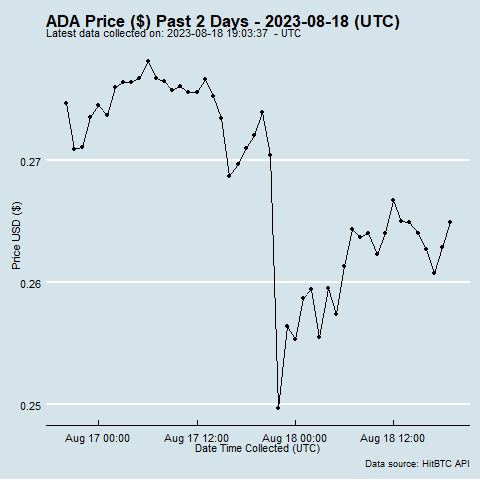 ADA Price ($) Past 2 Days - 2023-08-18 (UTC)
Latest data collected on: 2023-08-18 19:03:37  - UTC
Price USD ($)
0.27
0.26
0.25
Aug 17 00:00 Aug 17 12:00 Aug 18 00:00 Aug 18 12:00
Date Time Collected (UTC)
Data source: HitBTC API